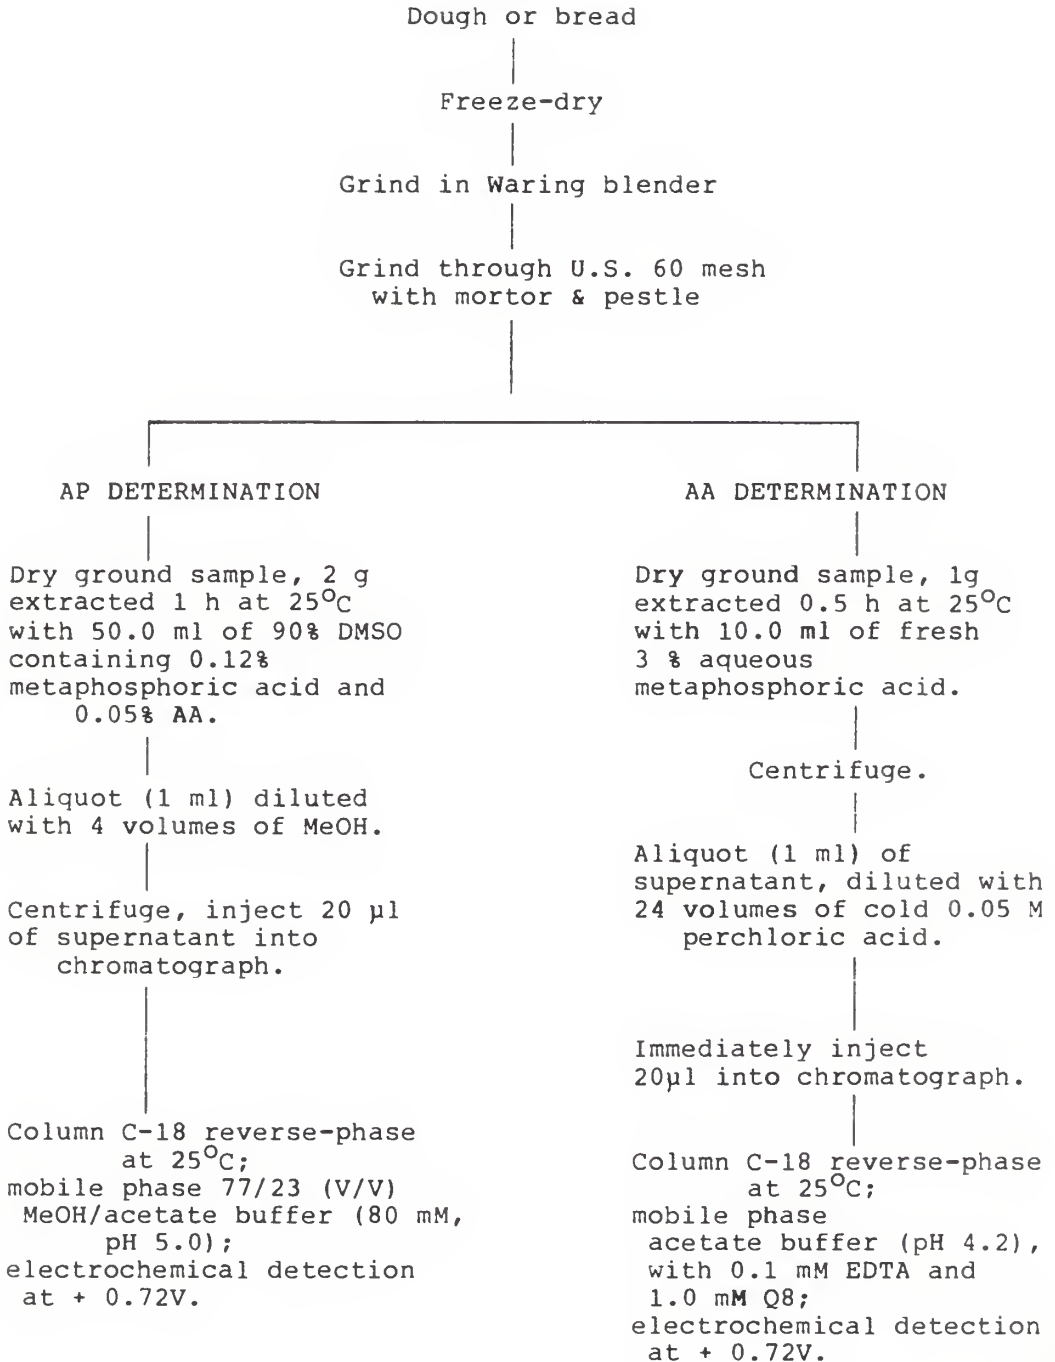 Dough or bread
Freeze-dry
Grind in Waring blender
Grind through U.S. 60 mesh
with mortor & pestle
AP DETERMINATION
Dry ground sample, 2 g
extracted 1 h at 25°C
with 50.0 ml of 90% DMSO
containing 0.12%
metaphosphoric acid and
0.05% AA.
Aliquot (1 ml) diluted
with 4 volumes of MeOH.
Centrifuge, inject 20 µl
of supernatant into
chromatograph.
Column C-18 reverse-phase
at 25°C;
mobile phase 77/23 (V/V)
MeOH/acetate buffer (80 mM,
pH 5.0);
electrochemical detection
at + 0.72V.
AA DETERMINATION
Dry ground sample, 1g
extracted 0.5 h at 25°C
with 10.0 ml of fresh
3 % aqueous
metaphosphoric acid.
Centrifuge.
Aliquot (1 ml) of
supernatant, diluted with
24 volumes of cold 0.05 M
perchloric acid.
Immediately inject
20µl into chromatograph.
Column C-18 reverse-phase
at 25°C;
mobile phase
acetate buffer (pH 4.2),
with 0.1 mM EDTA and
1.0 mM Q8;
electrochemical detection
at + 0.72V.